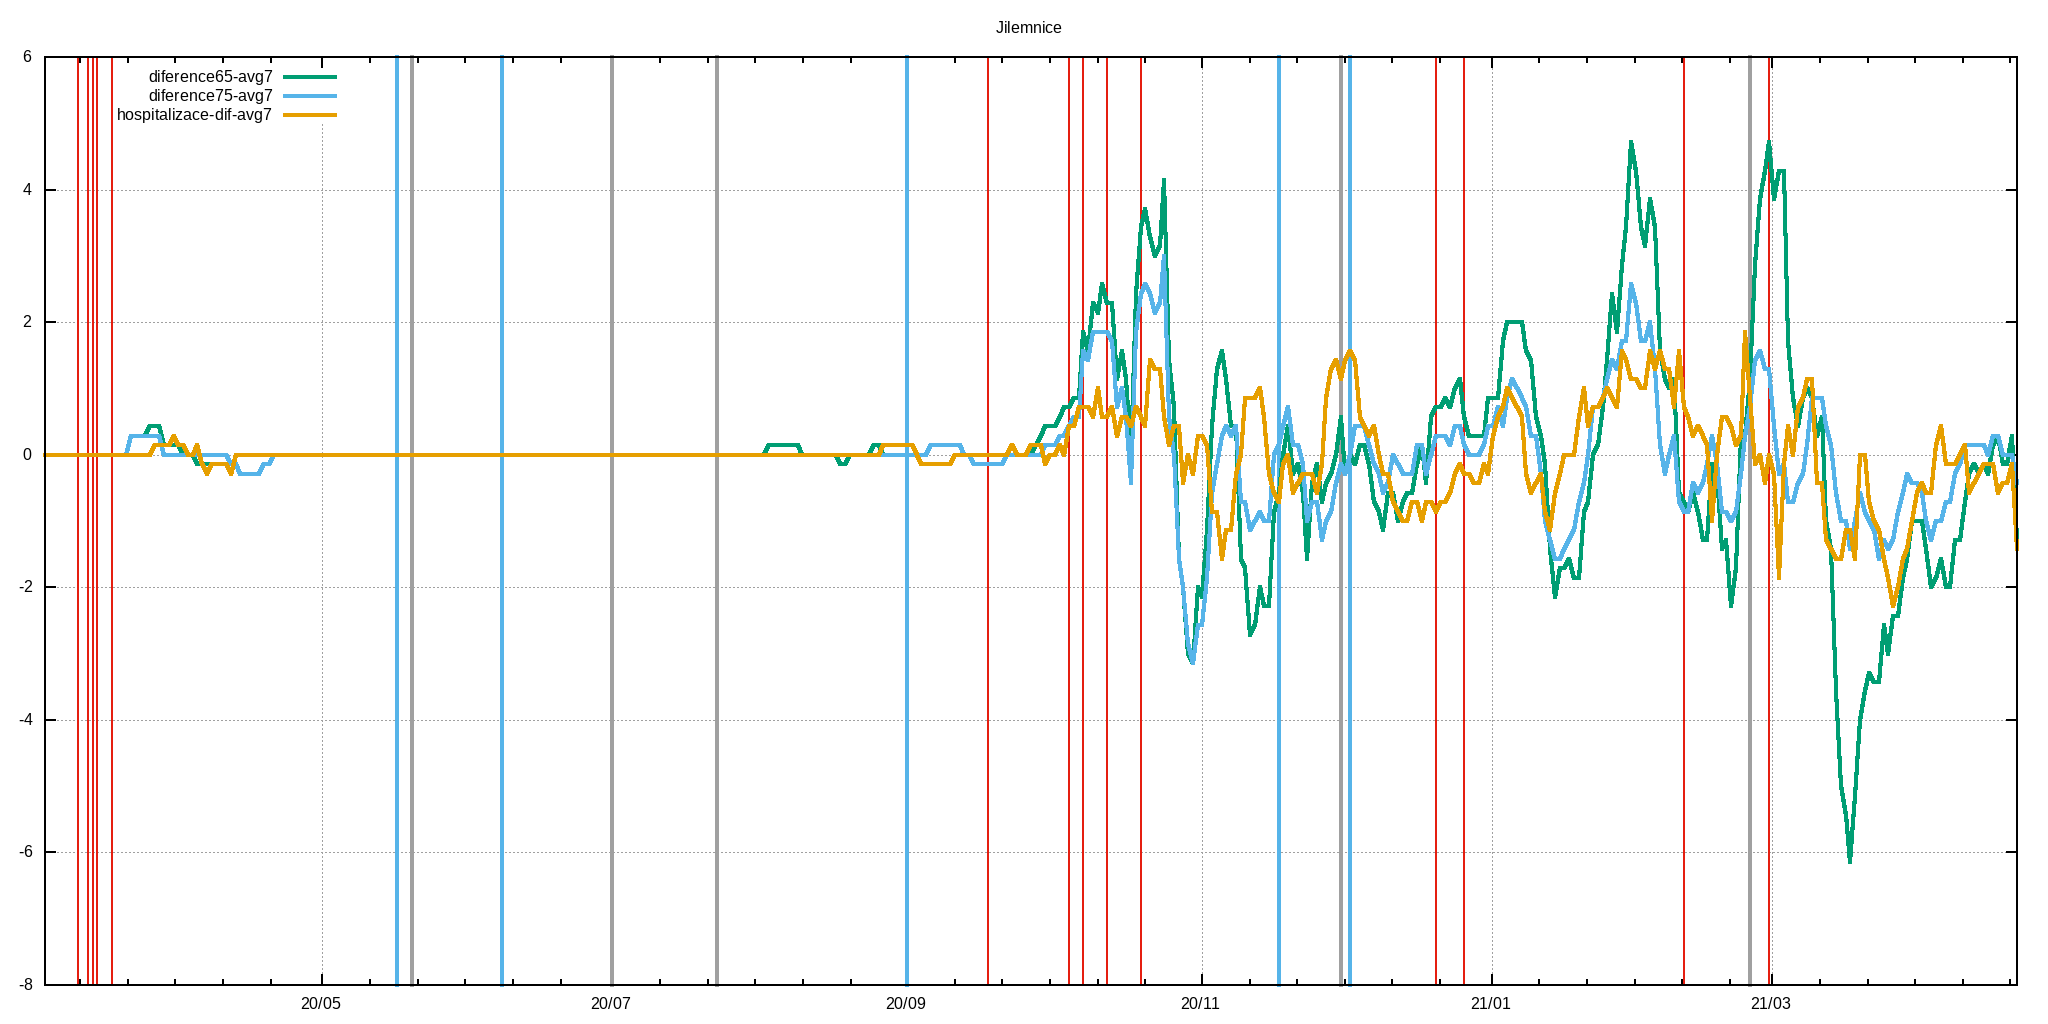 Jilemnice
6
diference65-avg7
diference75-avg7
hospitalizace-dif-avg7
4
2
0
-2
-4
-6
-8
20/05 20/07 20/09 20/11 21/01 21/03